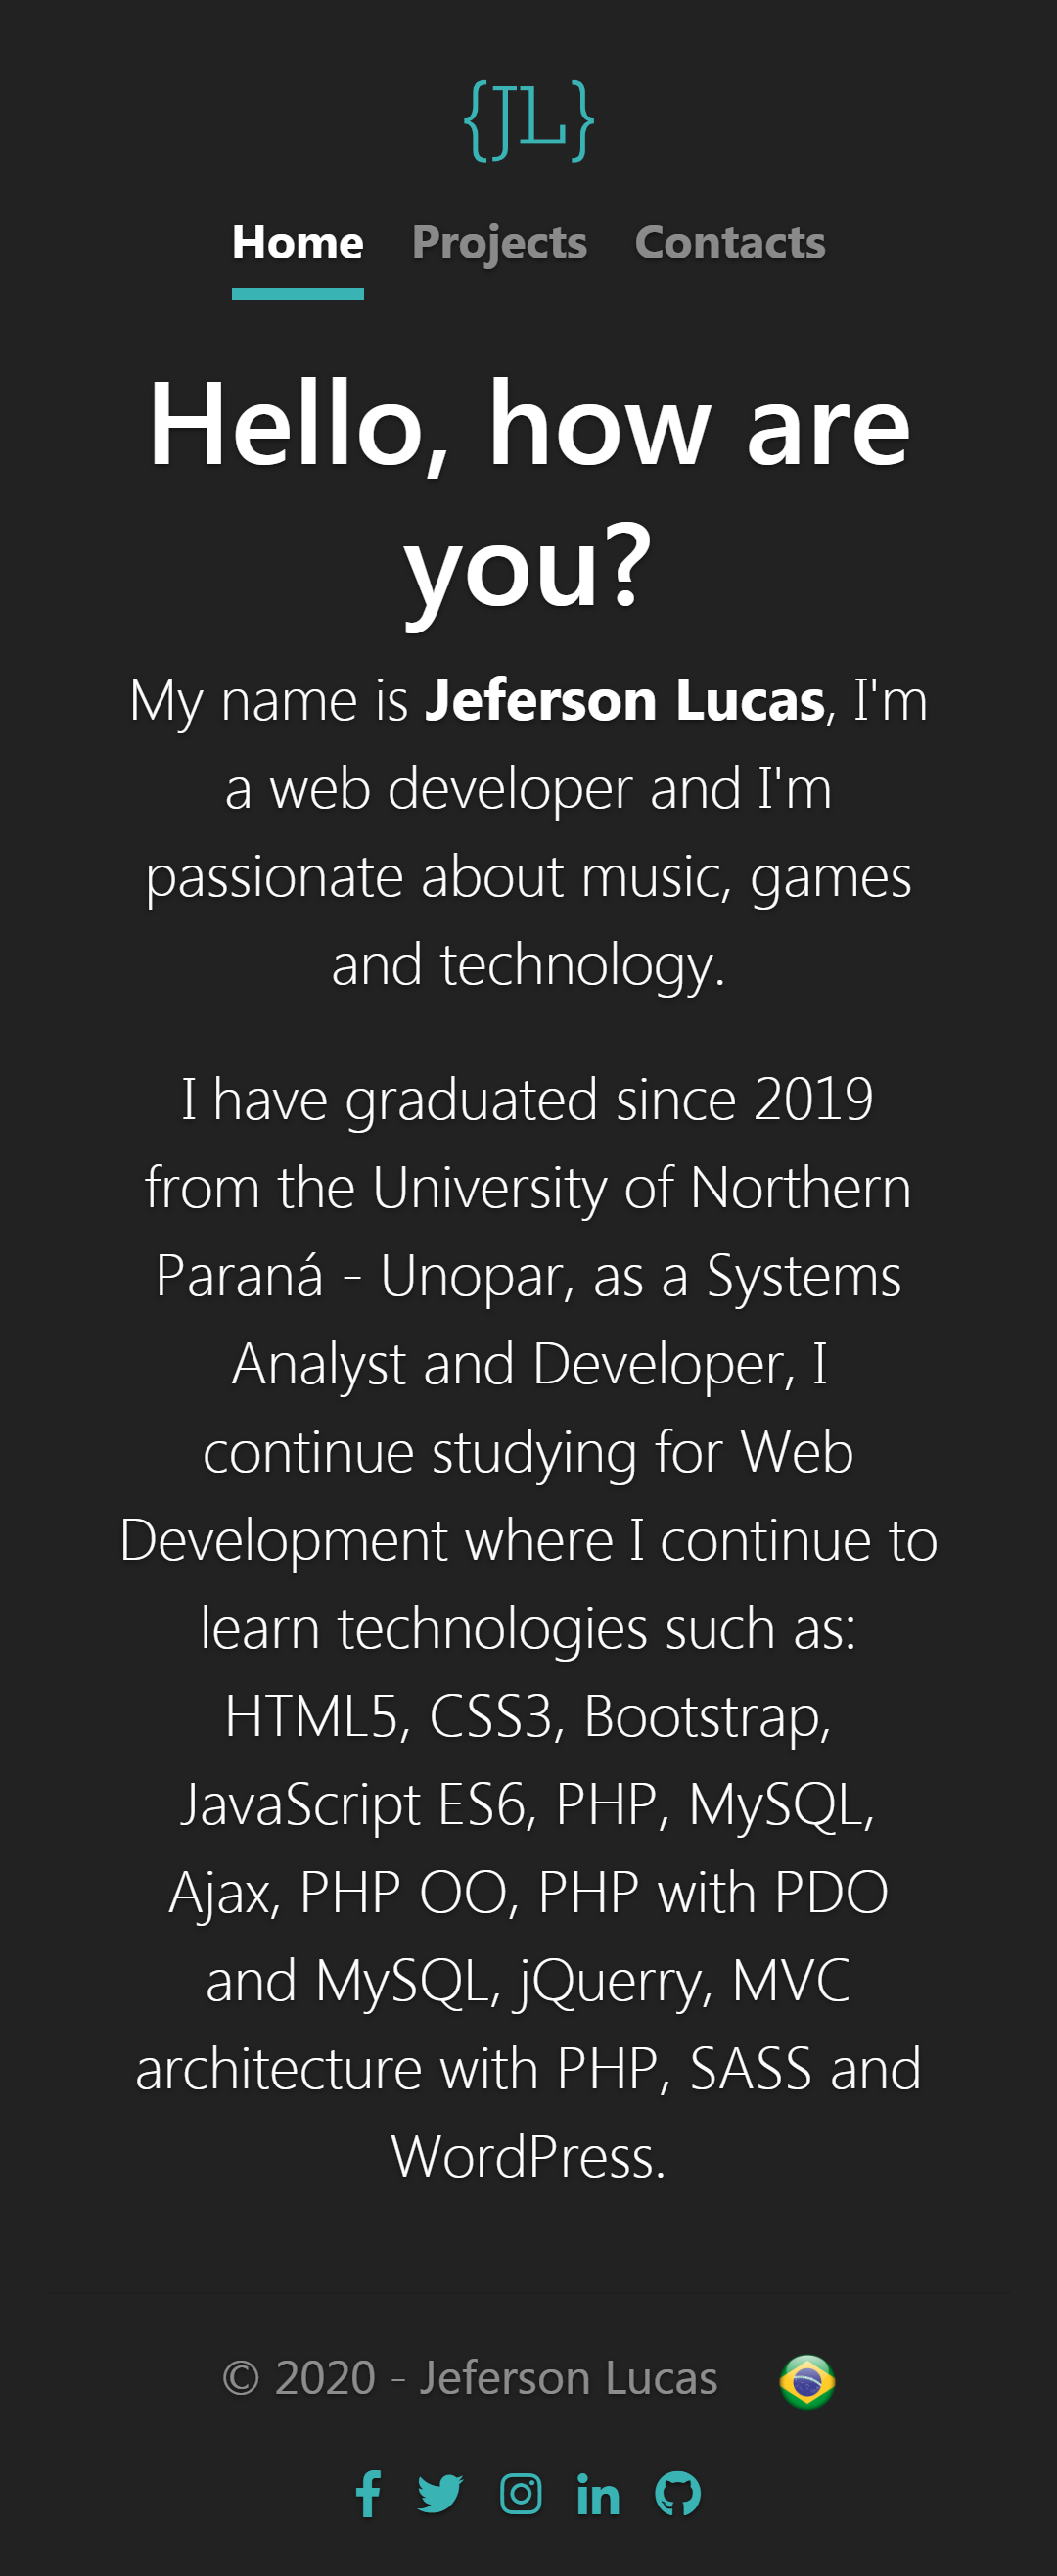 {JL}
Home Projects Contacts
Hello, how are
you?
My name is Jeferson Lucas, I'm
a web developer and I'm
passionate about music, games
and technology.
I have graduated since 2019
from the University of Northern
Paraná - Unopar, as a Systems
Analyst and Developer, I
continue studying for Web
Development where I continue to
learn technologies such as:
HTML5, CSS3, Bootstrap,
JavaScript ES6, PHP, MySQL,
Ajax, PHP OO, PHP with PDO
and MySQL, jQuerry, MVC
architecture with PHP, SASS and
WordPress.
© 2020 - Jeferson Lucas